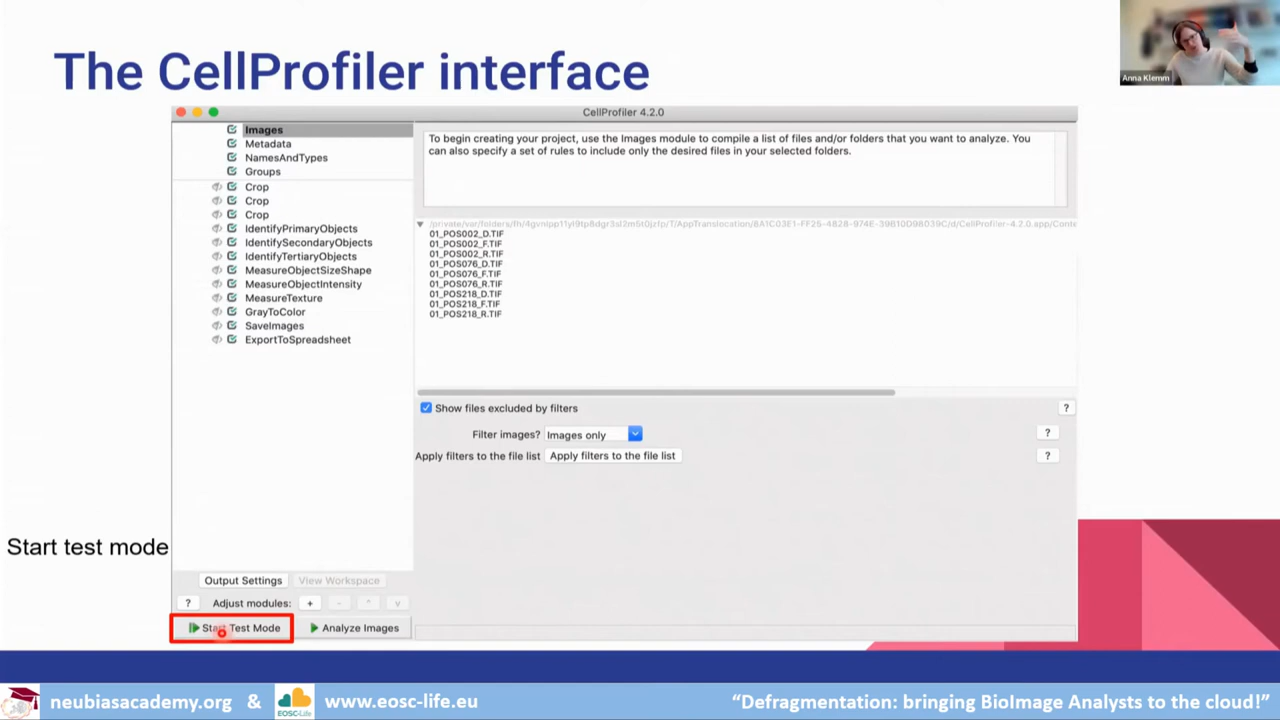 The CellProfiler interface
Anna Klemm
CellProfiler 4.2.0
Images
Metadata
NamesAndTypes
Groups
Crop
Crop
Crop
IdentifyPrimaryObjects
IdentifySecondaryObjects
IdentifyTertiaryObjects
MeasureObjectSizeShape
MeasureObjectIntensity
MeasureTexture
GrayToColor
SaveImages
ExportToSpreadsheet
To begin creating your project, use the Images module to compile a list of files and/or folders that you want to analyze. You
can also specify a set of rules to include only the desired files in your selected folders.
01_POS002_D.TIF
01_POS002_F.TIF
01_POS002_R.TIF
01_POS076_D.TIF
01_POS076_F.TIF
01_POS076_R.TIF
01_POS218_D.TIF
01_POS218_F.TIF
01_POS218_R.TIF
Show files excluded by filters
?
Filter images? Images only
?
Apply filters to the file list Apply filters to the file list
?
Start test mode
Output Settings View Workspace
? Adjust modules: + - ^ v
Start Test Mode Analyze Images
neubiasacademy.org & EOSC-LIFE www.eosc-life.eu “Defragmentation: bringing BioImage Analysts to the cloud!”